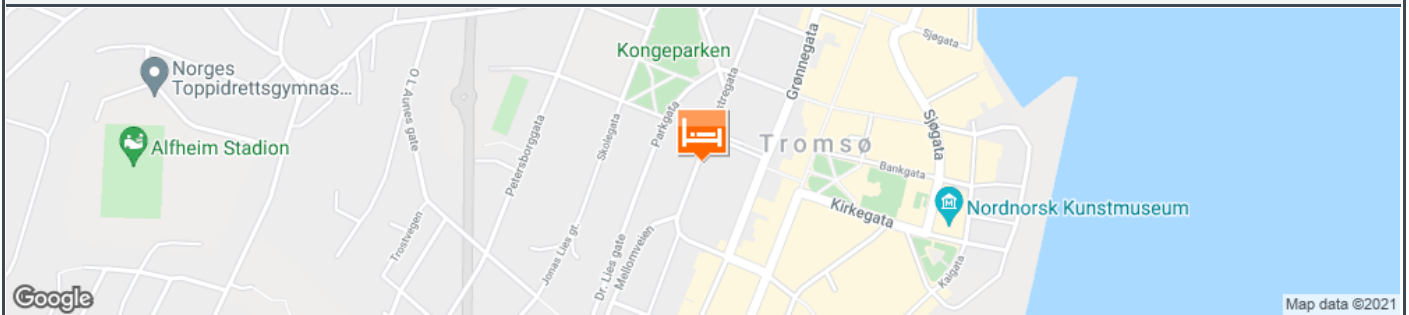 Sjøgata
Kongeparken
Norges
Toppidrettsgymnas...
Grønnegata
O L Aunes gate
stregata
Parkgata
Sjøgata
Petersborggata
Skolegata
Alfheim Stadion
Tromsø
Bankgata
Kirkegata
Nordnorsk Kunstmuseum
Trostvegen
Jonas Lies gt.
Dr. Lies gate
Mellomveien
Kaigata
Google
Map data ©2021